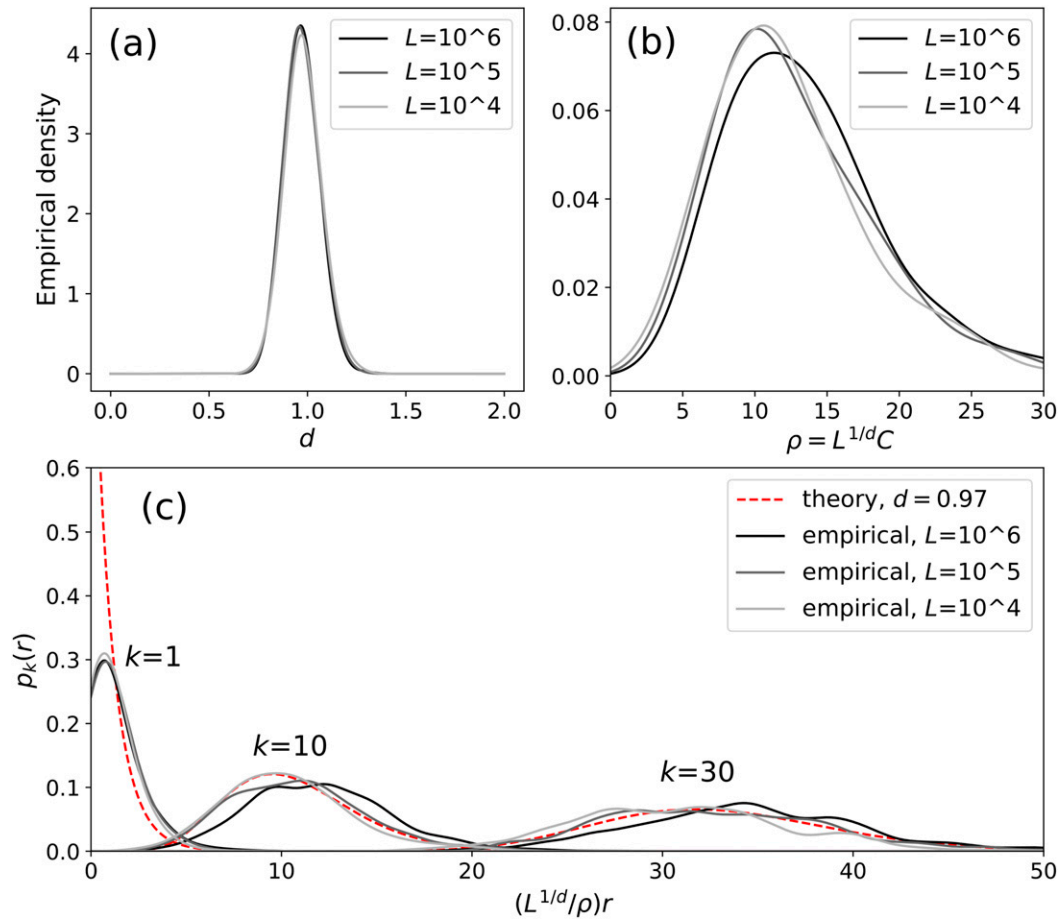 (a)
L=10^6
L=10^5
L=10^4
Empirical density
4
3
2
1
0
0.0 0.5 1.0 1.5 2.0
d
(b)
L=10^6
L=10^5
L=10^4
0.08
0.06
0.04
0.02
0.00
0 5 10 15 20 25 30
ρ = L^{1/d}C
(c)
theory, d = 0.97
empirical, L=10^6
empirical, L=10^5
empirical, L=10^4
p_k(r)
0.6
0.5
0.4
0.3
0.2
0.1
0.0
k=1
k=10
k=30
0 10 20 30 40 50
(L^{1/d}/ρ)r